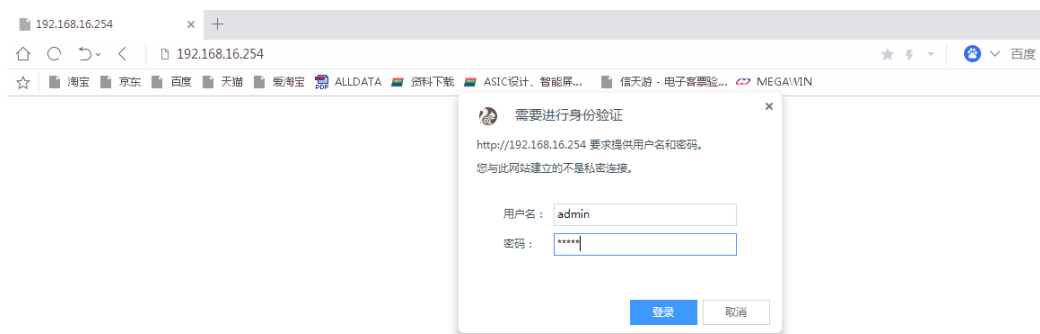 192.168.16.254
192.168.16.254
百度
淘宝 京东 百度 天猫 爱淘宝 ALLDATA 资料下载 ASIC设计、智能屏... 信天游 - 电子客票验... MEGAWIN
需要进行身份验证
http://192.168.16.254 要求提供用户名和密码。
您与此网站建立的不是私密连接。
用户名： admin
密码： *****
登录 取消